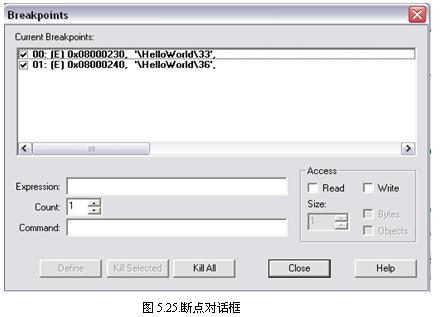 Breakpoints
Current Breakpoints:
00: (E) 0x08000230, '\\HelloWorld\33',
01: (E) 0x08000240, '\\HelloWorld\36',
Expression:
Count: 1
Command:
Access
Read Write
Size:
1 Bytes
Objects
Define Kill Selected Kill All Close Help
图 5.25.断点对话框